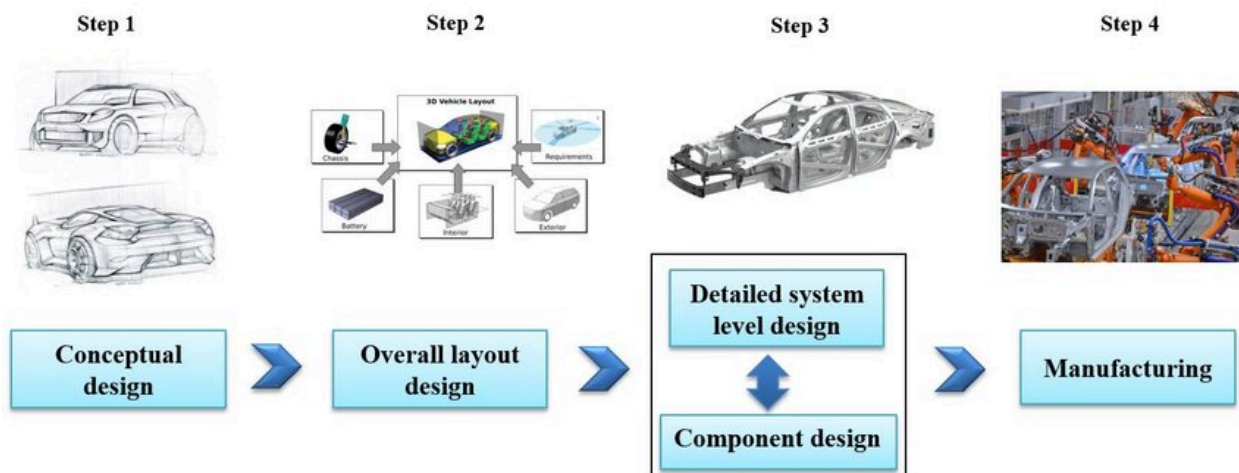 Step 1
Step 2
Step 3
Step 4
3D Vehicle Layout
Chassis
Requirements
Battery
Interior
Exterior
Conceptual
design
Overall layout
design
Detailed system
level design
Component design
Manufacturing